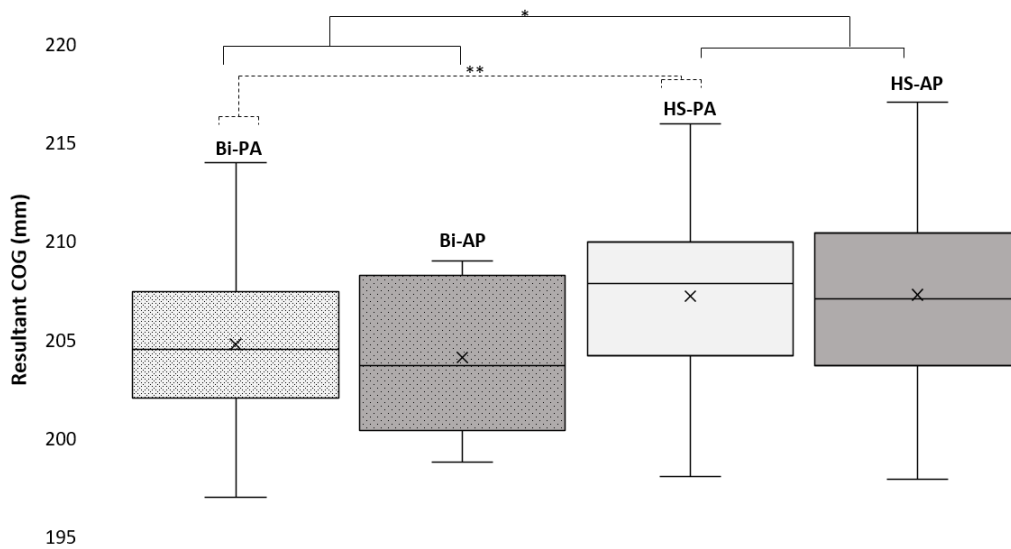 *
220
**
HS-AP
HS-PA
215
Bi-PA
210
Bi-AP
Resultant COG (mm)
205
200
195